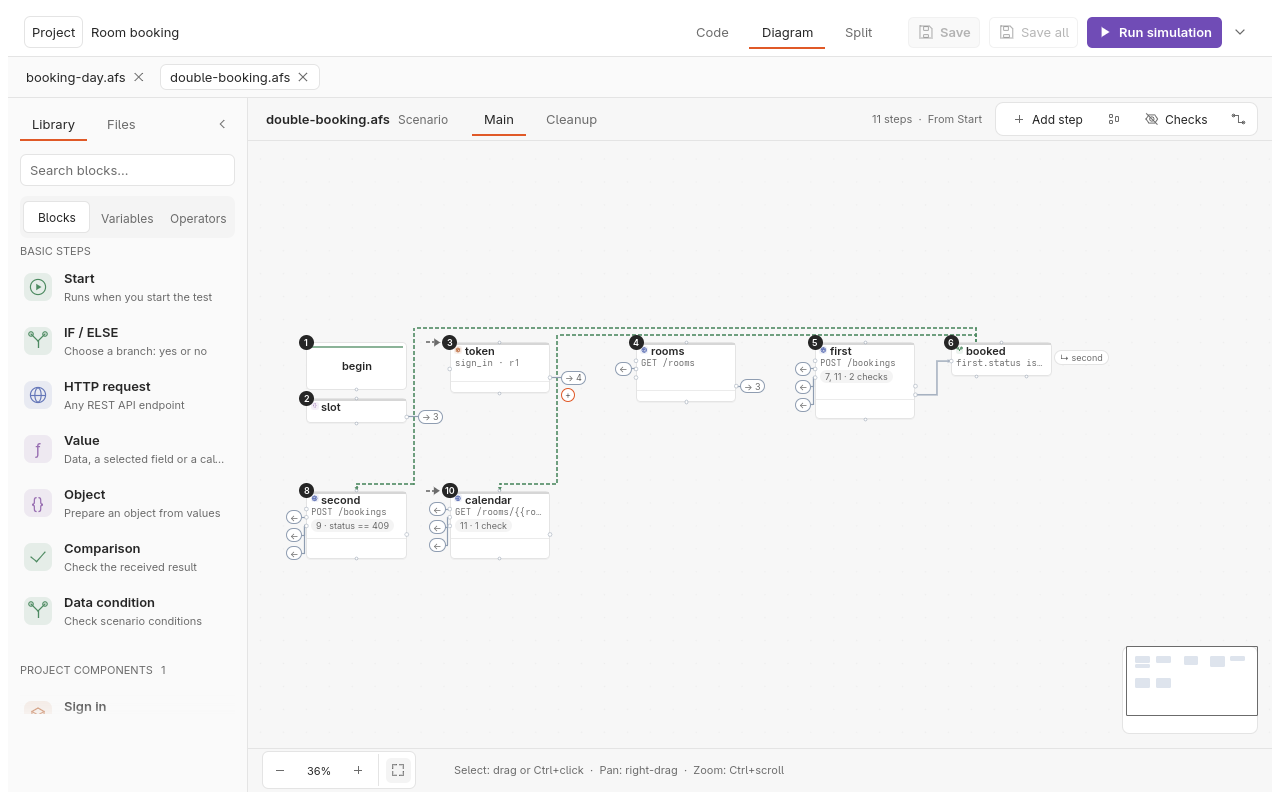 Project Room booking
Code Diagram Split Save Save all Run simulation
booking-day.afs double-booking.afs
Library Files
double-booking.afs Scenario Main Cleanup
11 steps · From Start
Add step
Checks
Search blocks...
Blocks Variables Operators
BASIC STEPS
Start
Runs when you start the test
IF / ELSE
Choose a branch: yes or no
HTTP request
Any REST API endpoint
Value
Data, a selected field or a cal...
Object
Prepare an object from values
Comparison
Check the received result
Data condition
Check scenario conditions
PROJECT COMPONENTS 1
Sign in
1
begin
2
slot
→ 3
3
token
sign_in · r1
→ 4
4
rooms
GET /rooms
→ 3
5
first
POST /bookings
7, 11 · 2 checks
6
booked
first.status is…
↳ second
8
second
POST /bookings
9 · status == 409
10
calendar
GET /rooms/{{ro…
11 · 1 check
36%
Select: drag or Ctrl+click · Pan: right-drag · Zoom: Ctrl+scroll